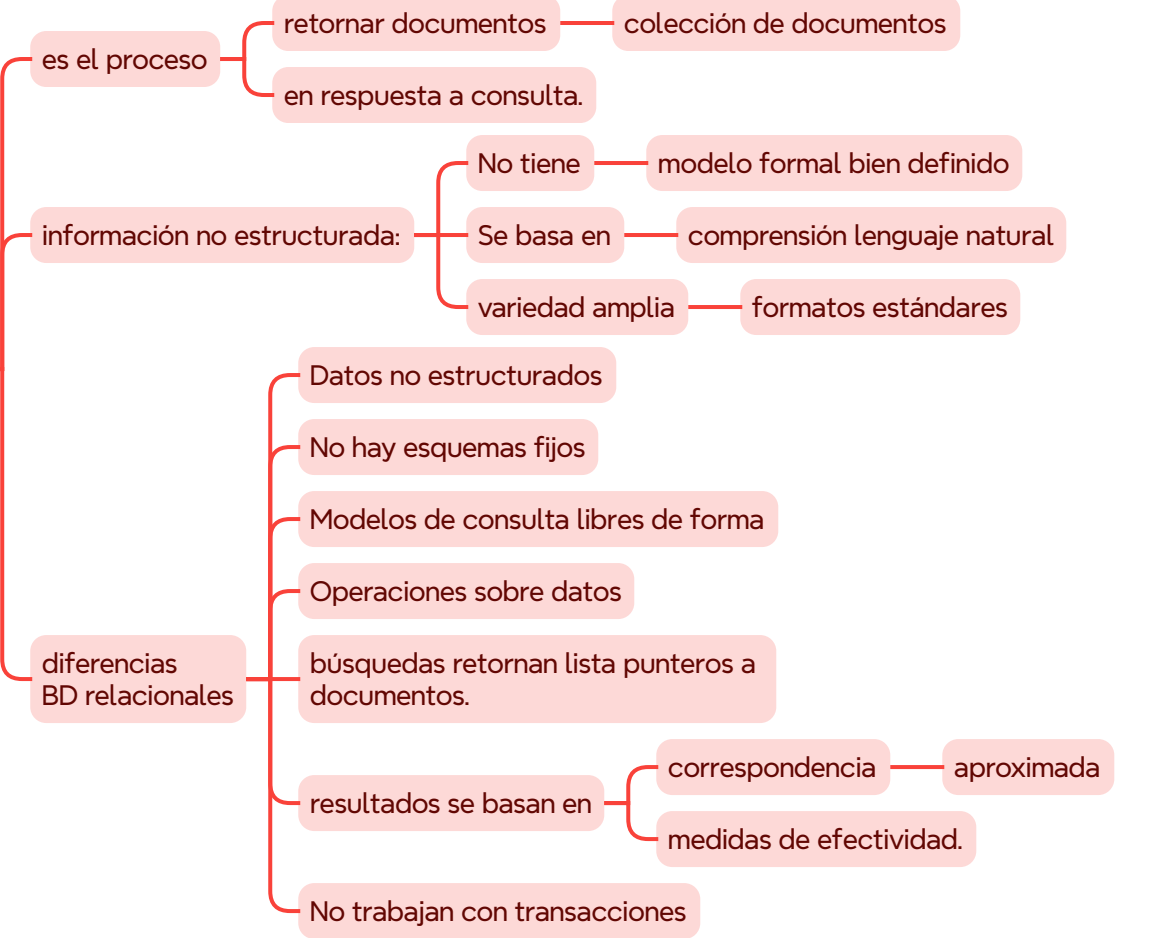 es el proceso
retornar documentos
colección de documentos
en respuesta a consulta.
información no estructurada:
No tiene
modelo formal bien definido
Se basa en
comprensión lenguaje natural
variedad amplia
formatos estándares
diferencias
BD relacionales
Datos no estructurados
No hay esquemas fijos
Modelos de consulta libres de forma
Operaciones sobre datos
búsquedas retornan lista punteros a
documentos.
resultados se basan en
correspondencia
aproximada
medidas de efectividad.
No trabajan con transacciones